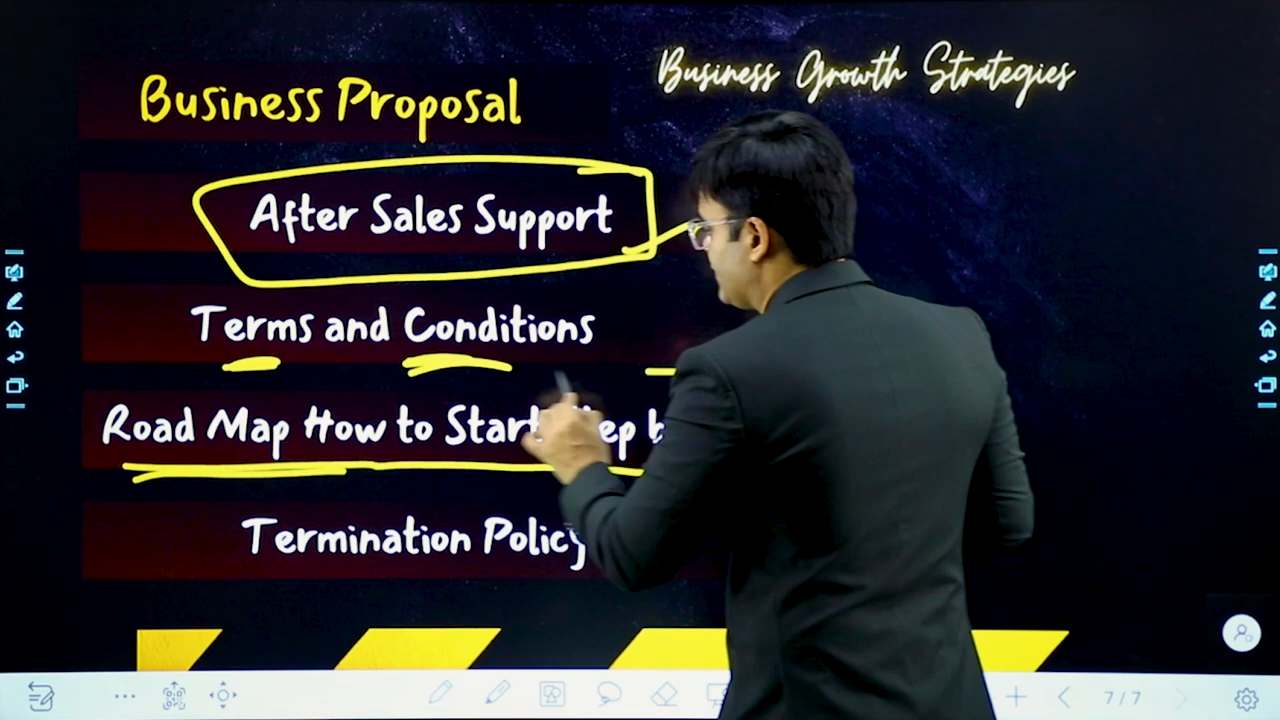 Business Growth Strategies
Business Proposal
After Sales Support
Terms and Conditions
Road Map How to Start
Termination Policy
7/7